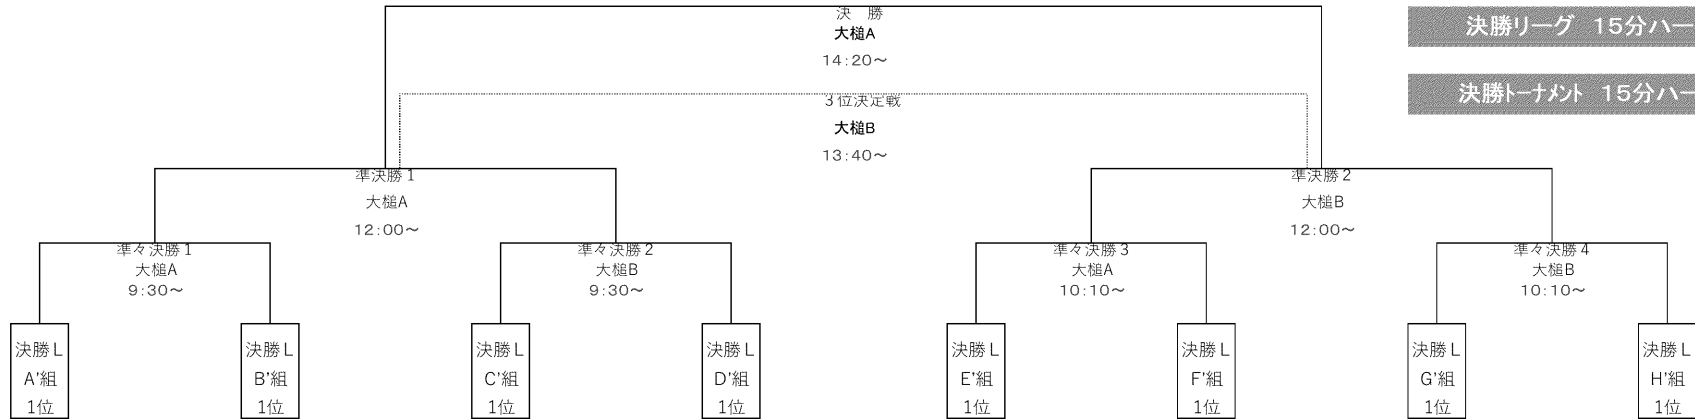 決 勝
大槌A
14:20～
決勝リーグ 15分ハー
決勝トーナメント 15分ハー
3位決定戦
大槌B
13:40～
準決勝1
大槌A
12:00～
準決勝2
大槌B
12:00～
準々決勝1
大槌A
9:30～
準々決勝2
大槌B
9:30～
準々決勝3
大槌A
10:10～
準々決勝4
大槌B
10:10～
決勝L
A'組
1位
決勝L
B'組
1位
決勝L
C'組
1位
決勝L
D'組
1位
決勝L
E'組
1位
決勝L
F'組
1位
決勝L
G'組
1位
決勝L
H'組
1位